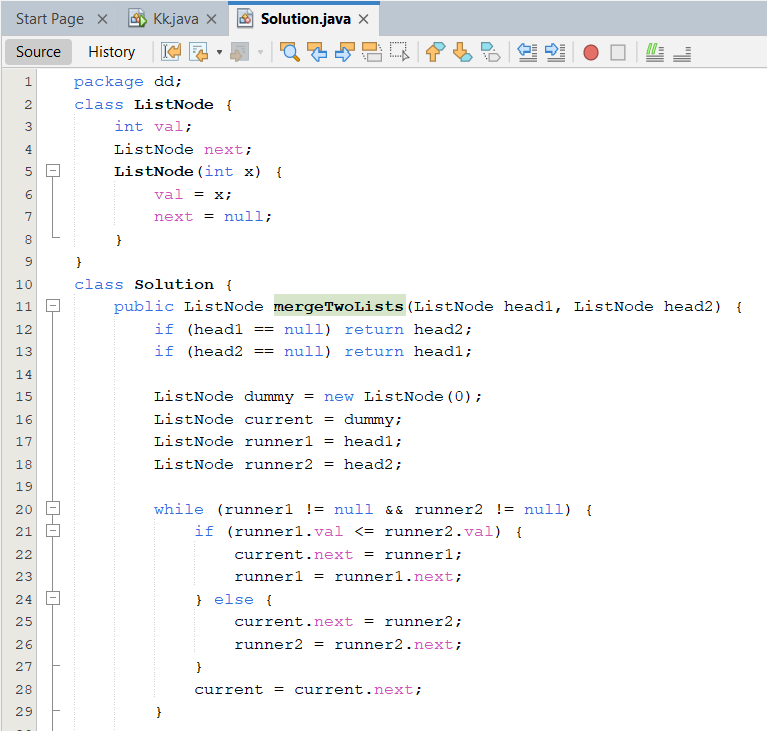 Start Page Kk.java Solution.java
Source History
1 package dd;
2 class ListNode {
3     int val;
4     ListNode next;
5     ListNode(int x) {
6         val = x;
7         next = null;
8     }
9 }
10 class Solution {
11     public ListNode mergeTwoLists(ListNode head1, ListNode head2) {
12         if (head1 == null) return head2;
13         if (head2 == null) return head1;
14
15         ListNode dummy = new ListNode(0);
16         ListNode current = dummy;
17         ListNode runner1 = head1;
18         ListNode runner2 = head2;
19
20         while (runner1 != null && runner2 != null) {
21             if (runner1.val <= runner2.val) {
22                 current.next = runner1;
23                 runner1 = runner1.next;
24             } else {
25                 current.next = runner2;
26                 runner2 = runner2.next;
27             }
28             current = current.next;
29         }